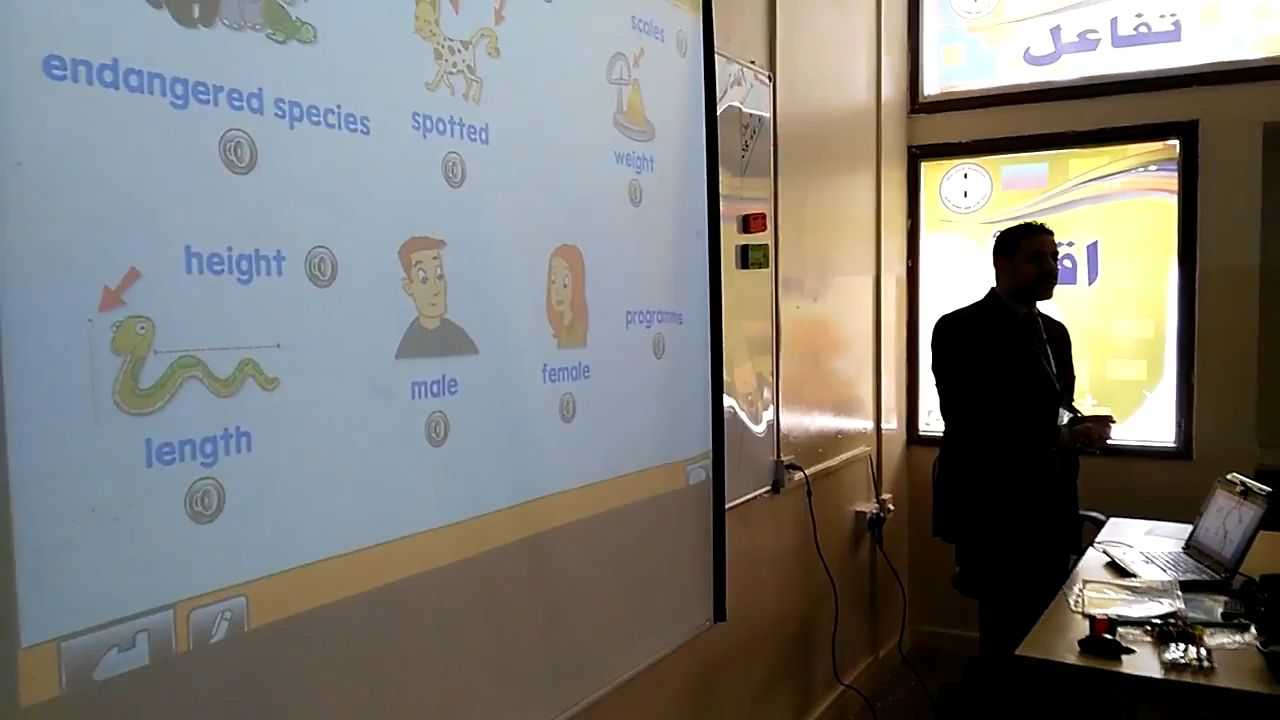 endangered species
spotted
scales
weight
height
male
female
programme
length
تفاعل